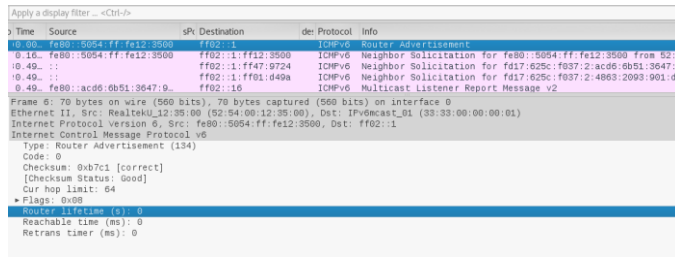 Apply a display filter ... <Ctrl-/>
Time Source sPo Destination des Protocol Info
0.00… fe80::5054:ff:fe12:3500 ff02::1 ICMPv6 Router Advertisement
0.16… fe80::5054:ff:fe12:3500 ff02::1:ff12:3500 ICMPv6 Neighbor Solicitation for fe80::5054:ff:fe12:3500 from 52:
0.49… :: ff02::1:ff47:9724 ICMPv6 Neighbor Solicitation for fd17:625c:f037:2:acd6:6b51:3647:
0.49… :: ff02::1:ff01:d49a ICMPv6 Neighbor Solicitation for fd17:625c:f037:2:4863:2093:901:d
0.49… fe80::acd6:6b51:3647:9… ff02::16 ICMPv6 Multicast Listener Report Message v2
Frame 6: 70 bytes on wire (560 bits), 70 bytes captured (560 bits) on interface 0
Ethernet II, Src: RealtekU_12:35:00 (52:54:00:12:35:00), Dst: IPv6mcast_01 (33:33:00:00:00:01)
Internet Protocol Version 6, Src: fe80::5054:ff:fe12:3500, Dst: ff02::1
Internet Control Message Protocol v6
Type: Router Advertisement (134)
Code: 0
Checksum: 0xb7c1 [correct]
[Checksum Status: Good]
Cur hop limit: 64
Flags: 0x08
Router lifetime (s): 0
Reachable time (ms): 0
Retrans timer (ms): 0